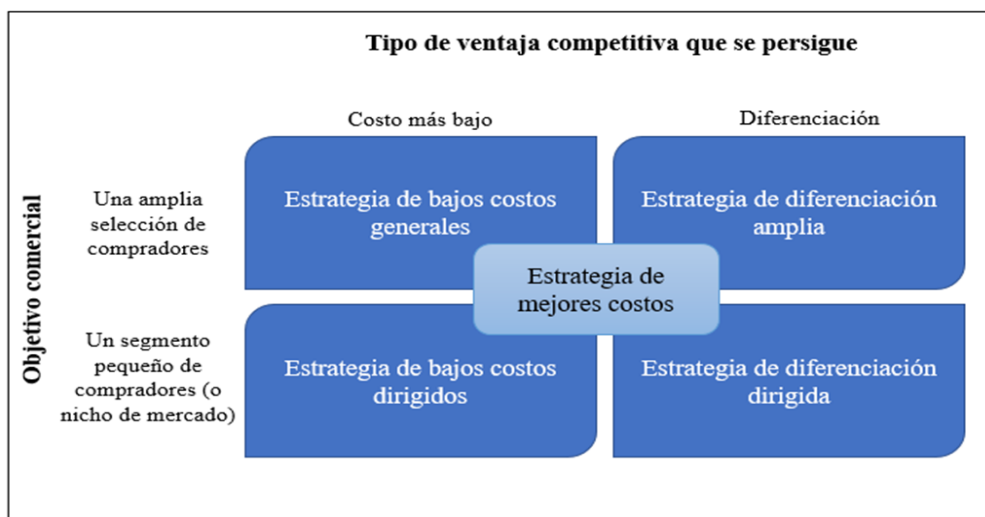 Tipo de ventaja competitiva que se persigue
Costo más bajo
Diferenciación
Objetivo comercial
Una amplia
selección de
compradores
Estrategia de bajos costos
generales
Estrategia de diferenciación
amplia
Estrategia de
mejores costos
Un segmento
pequeño de
compradores (o
nicho de mercado)
Estrategia de bajos costos
dirigidos
Estrategia de diferenciación
dirigida